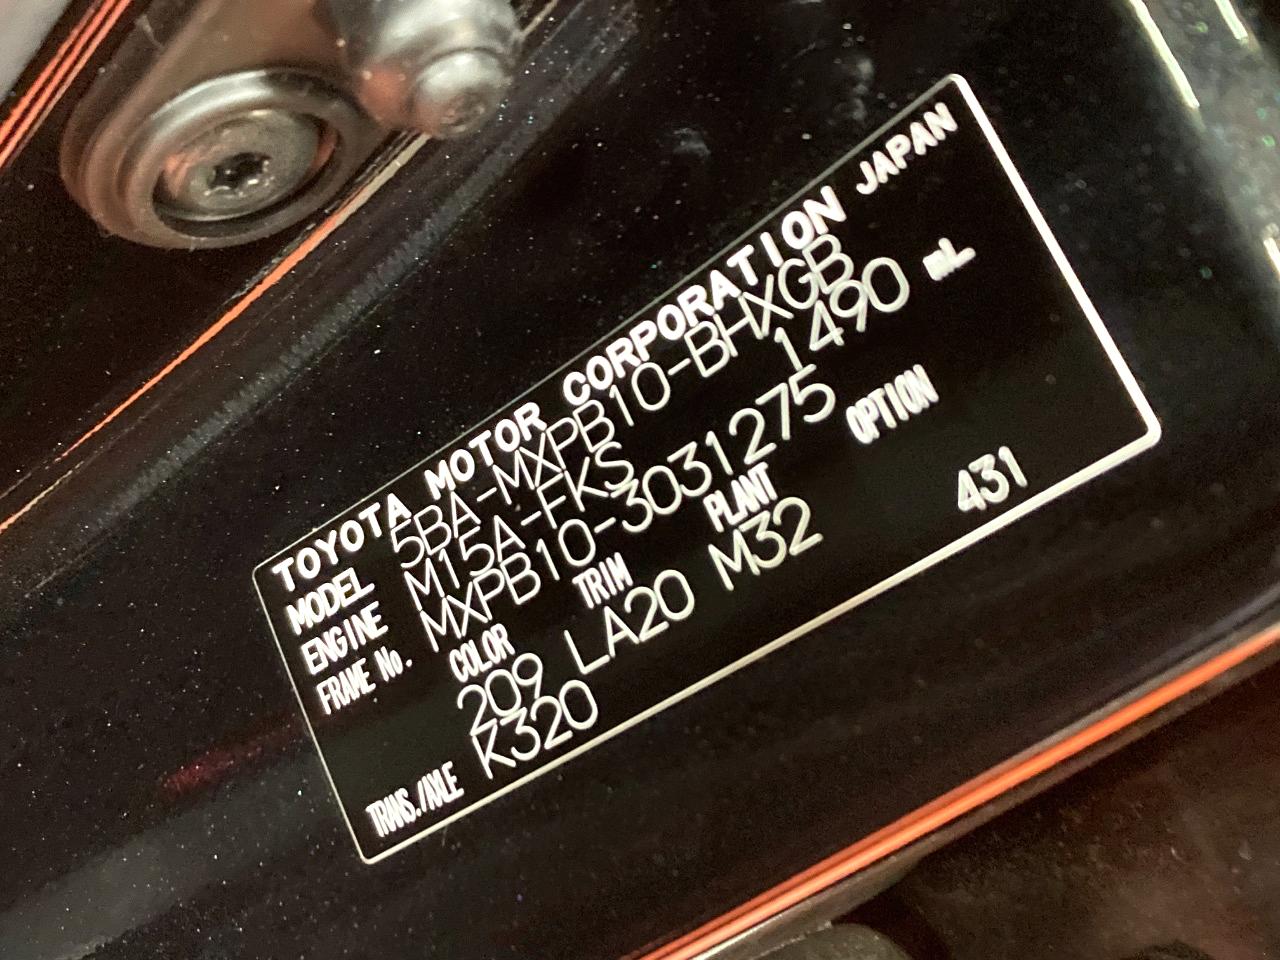 TOYOTA MOTOR CORPORATION JAPAN
MODEL 5BA-MXPB10-BHXGB
ENGINE M15A-FKS 1490 mL
FRAME No. MXPB10-3031275
COLOR TRIM PLANT OPTION
209 LA20 M32 431
TRANS./AXLE K320